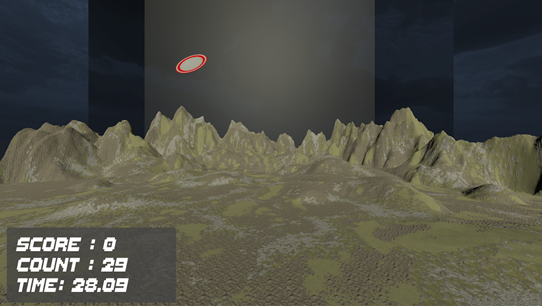 SCORE : 0
COUNT : 29
TIME: 28.09